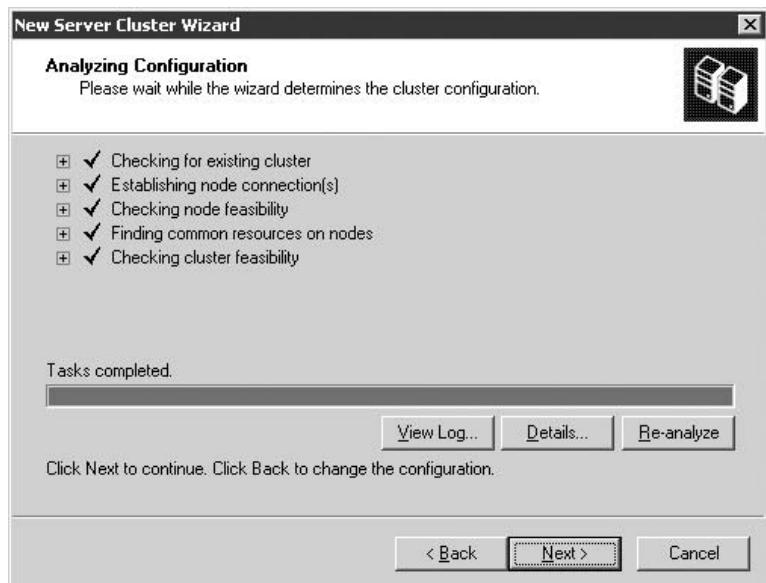 New Server Cluster Wizard
Analyzing Configuration
Please wait while the wizard determines the cluster configuration.
Checking for existing cluster
Establishing node connection(s)
Checking node feasibility
Finding common resources on nodes
Checking cluster feasibility
Tasks completed.
View Log... Details... Re-analyze
Click Next to continue. Click Back to change the configuration.
< Back Next > Cancel